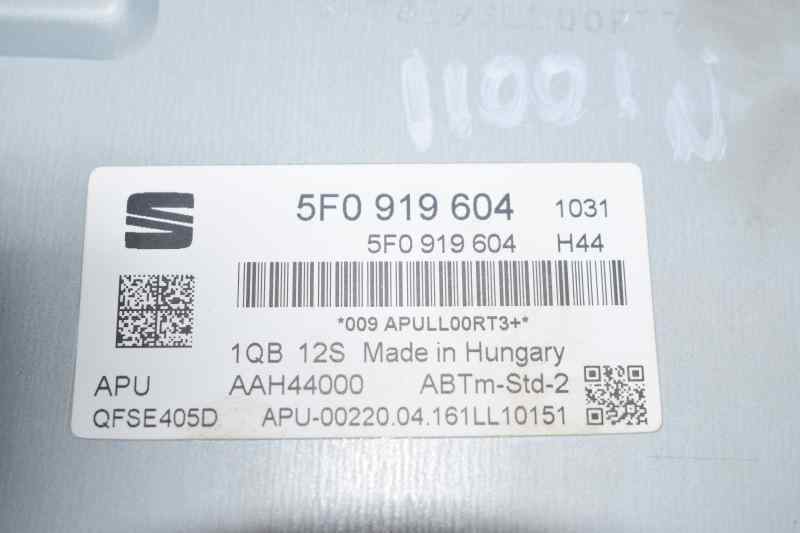 5F0 919 604 1031
5F0 919 604 H44
*009 APULL00RT3+*
1QB 12S Made in Hungary
APU AAH44000 ABTm-Std-2
QFSE405D APU-00220.04.161LL10151